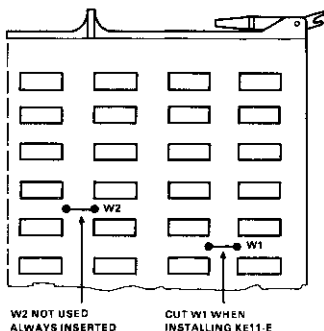 W2
W1
W2 NOT USED
ALWAYS INSERTED
CUT W1 WHEN
INSTALLING KE11-E